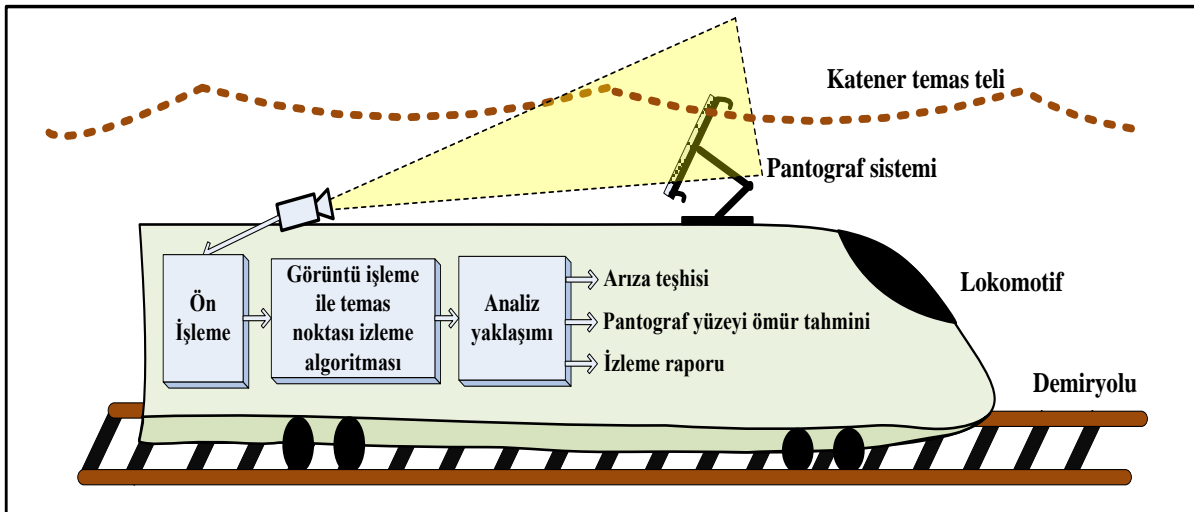 Katener temas teli
Pantograf sistemi
Lokomotif
Demiryolu
Ön
İşleme
Görüntü işleme
ile temas
noktası izleme
algoritması
Analiz
yaklaşımı
Arıza teşhisi
Pantograf yüzeyi ömür tahmini
İzleme raporu